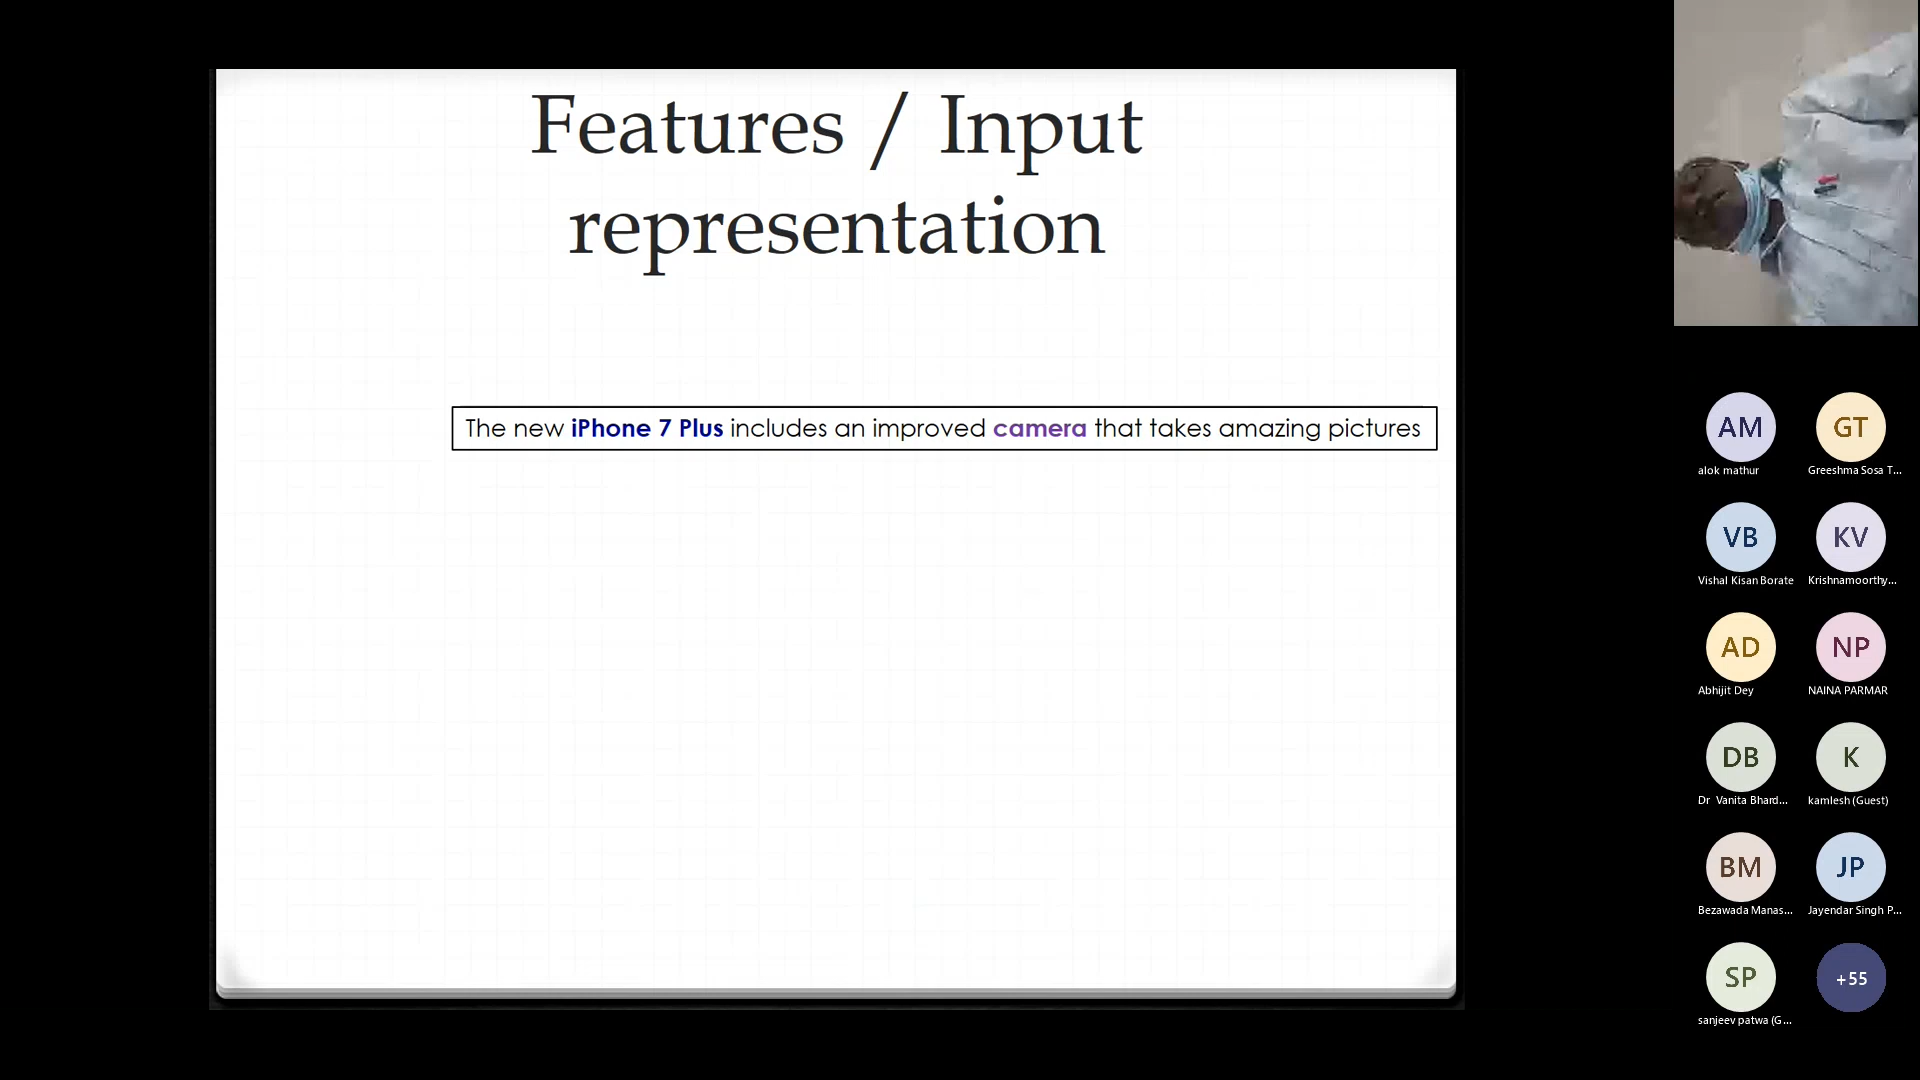 Features / Input
representation
The new iPhone 7 Plus includes an improved camera that takes amazing pictures
AM
GT
alok mathur
Greeshma Sosa T...
VB
KV
Vishal Kisan Borate
Krishnamoorthy...
AD
NP
Abhijit Dey
NAINA PARMAR
DB
K
Dr Vanita Bhard...
kamlesh (Guest)
BM
JP
Bezawada Manas...
Jayendar Singh P...
SP
+55
sanjeev patwa (G...